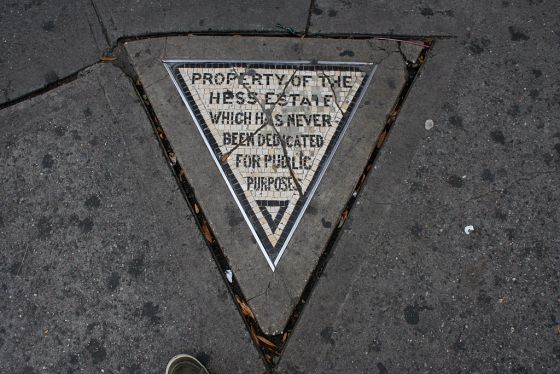 PROPERTY OF THE
HESS ESTATE
WHICH HAS NEVER
BEEN DEDICATED
FOR PUBLIC
PURPOSES